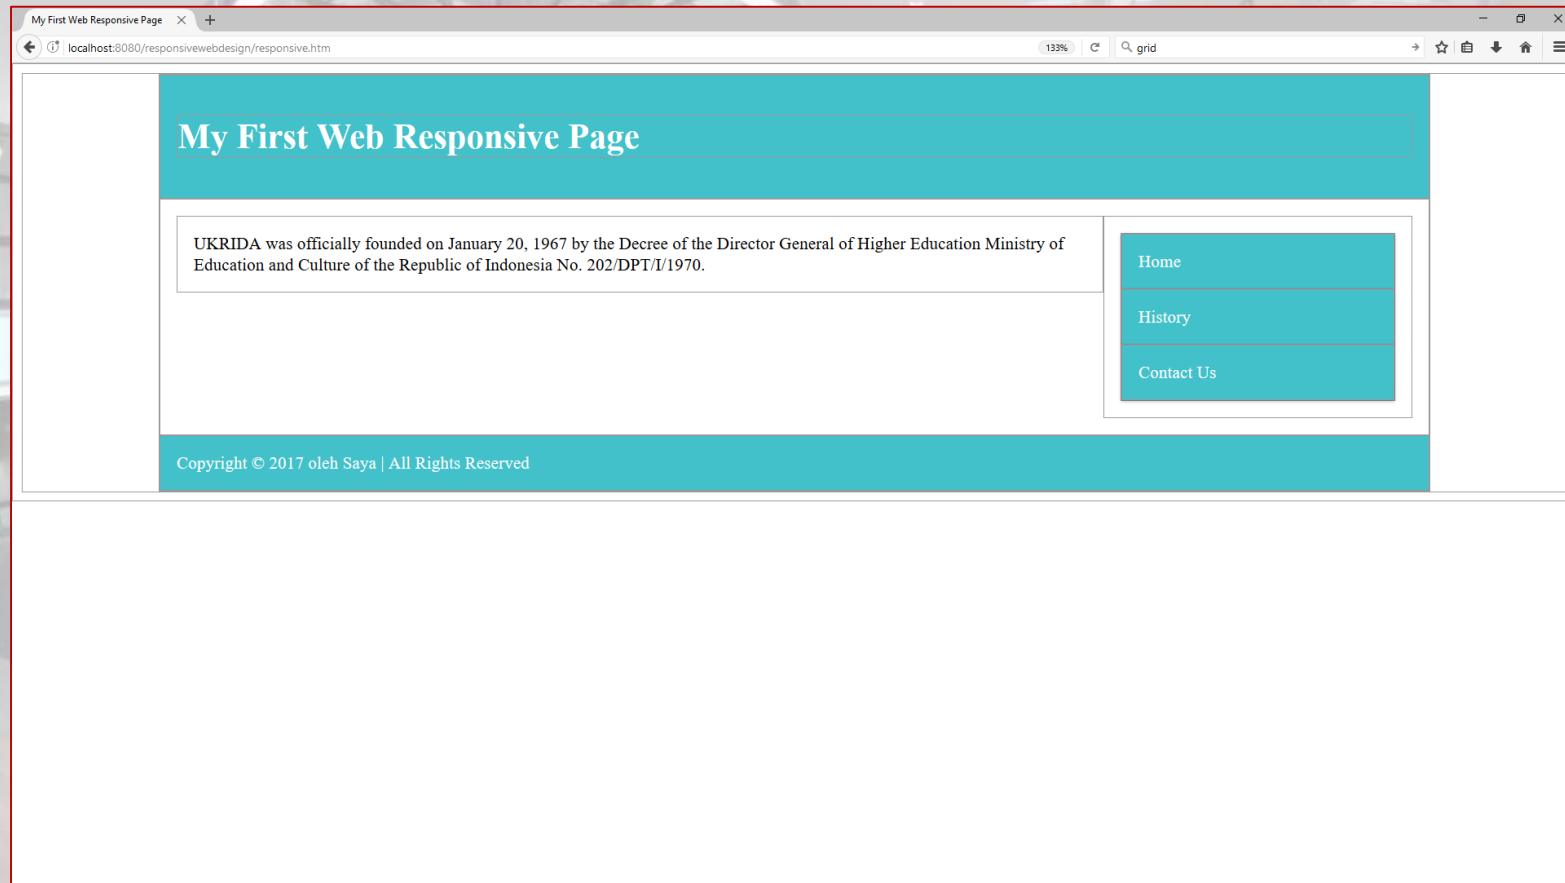 My First Web Responsive Page
localhost:8080/responsivewebdesign/responsive.htm
133%
grid
My First Web Responsive Page
UKRIDA was officially founded on January 20, 1967 by the Decree of the Director General of Higher Education Ministry of
Education and Culture of the Republic of Indonesia No. 202/DPT/I/1970.
Home
History
Contact Us
Copyright © 2017 oleh Saya | All Rights Reserved